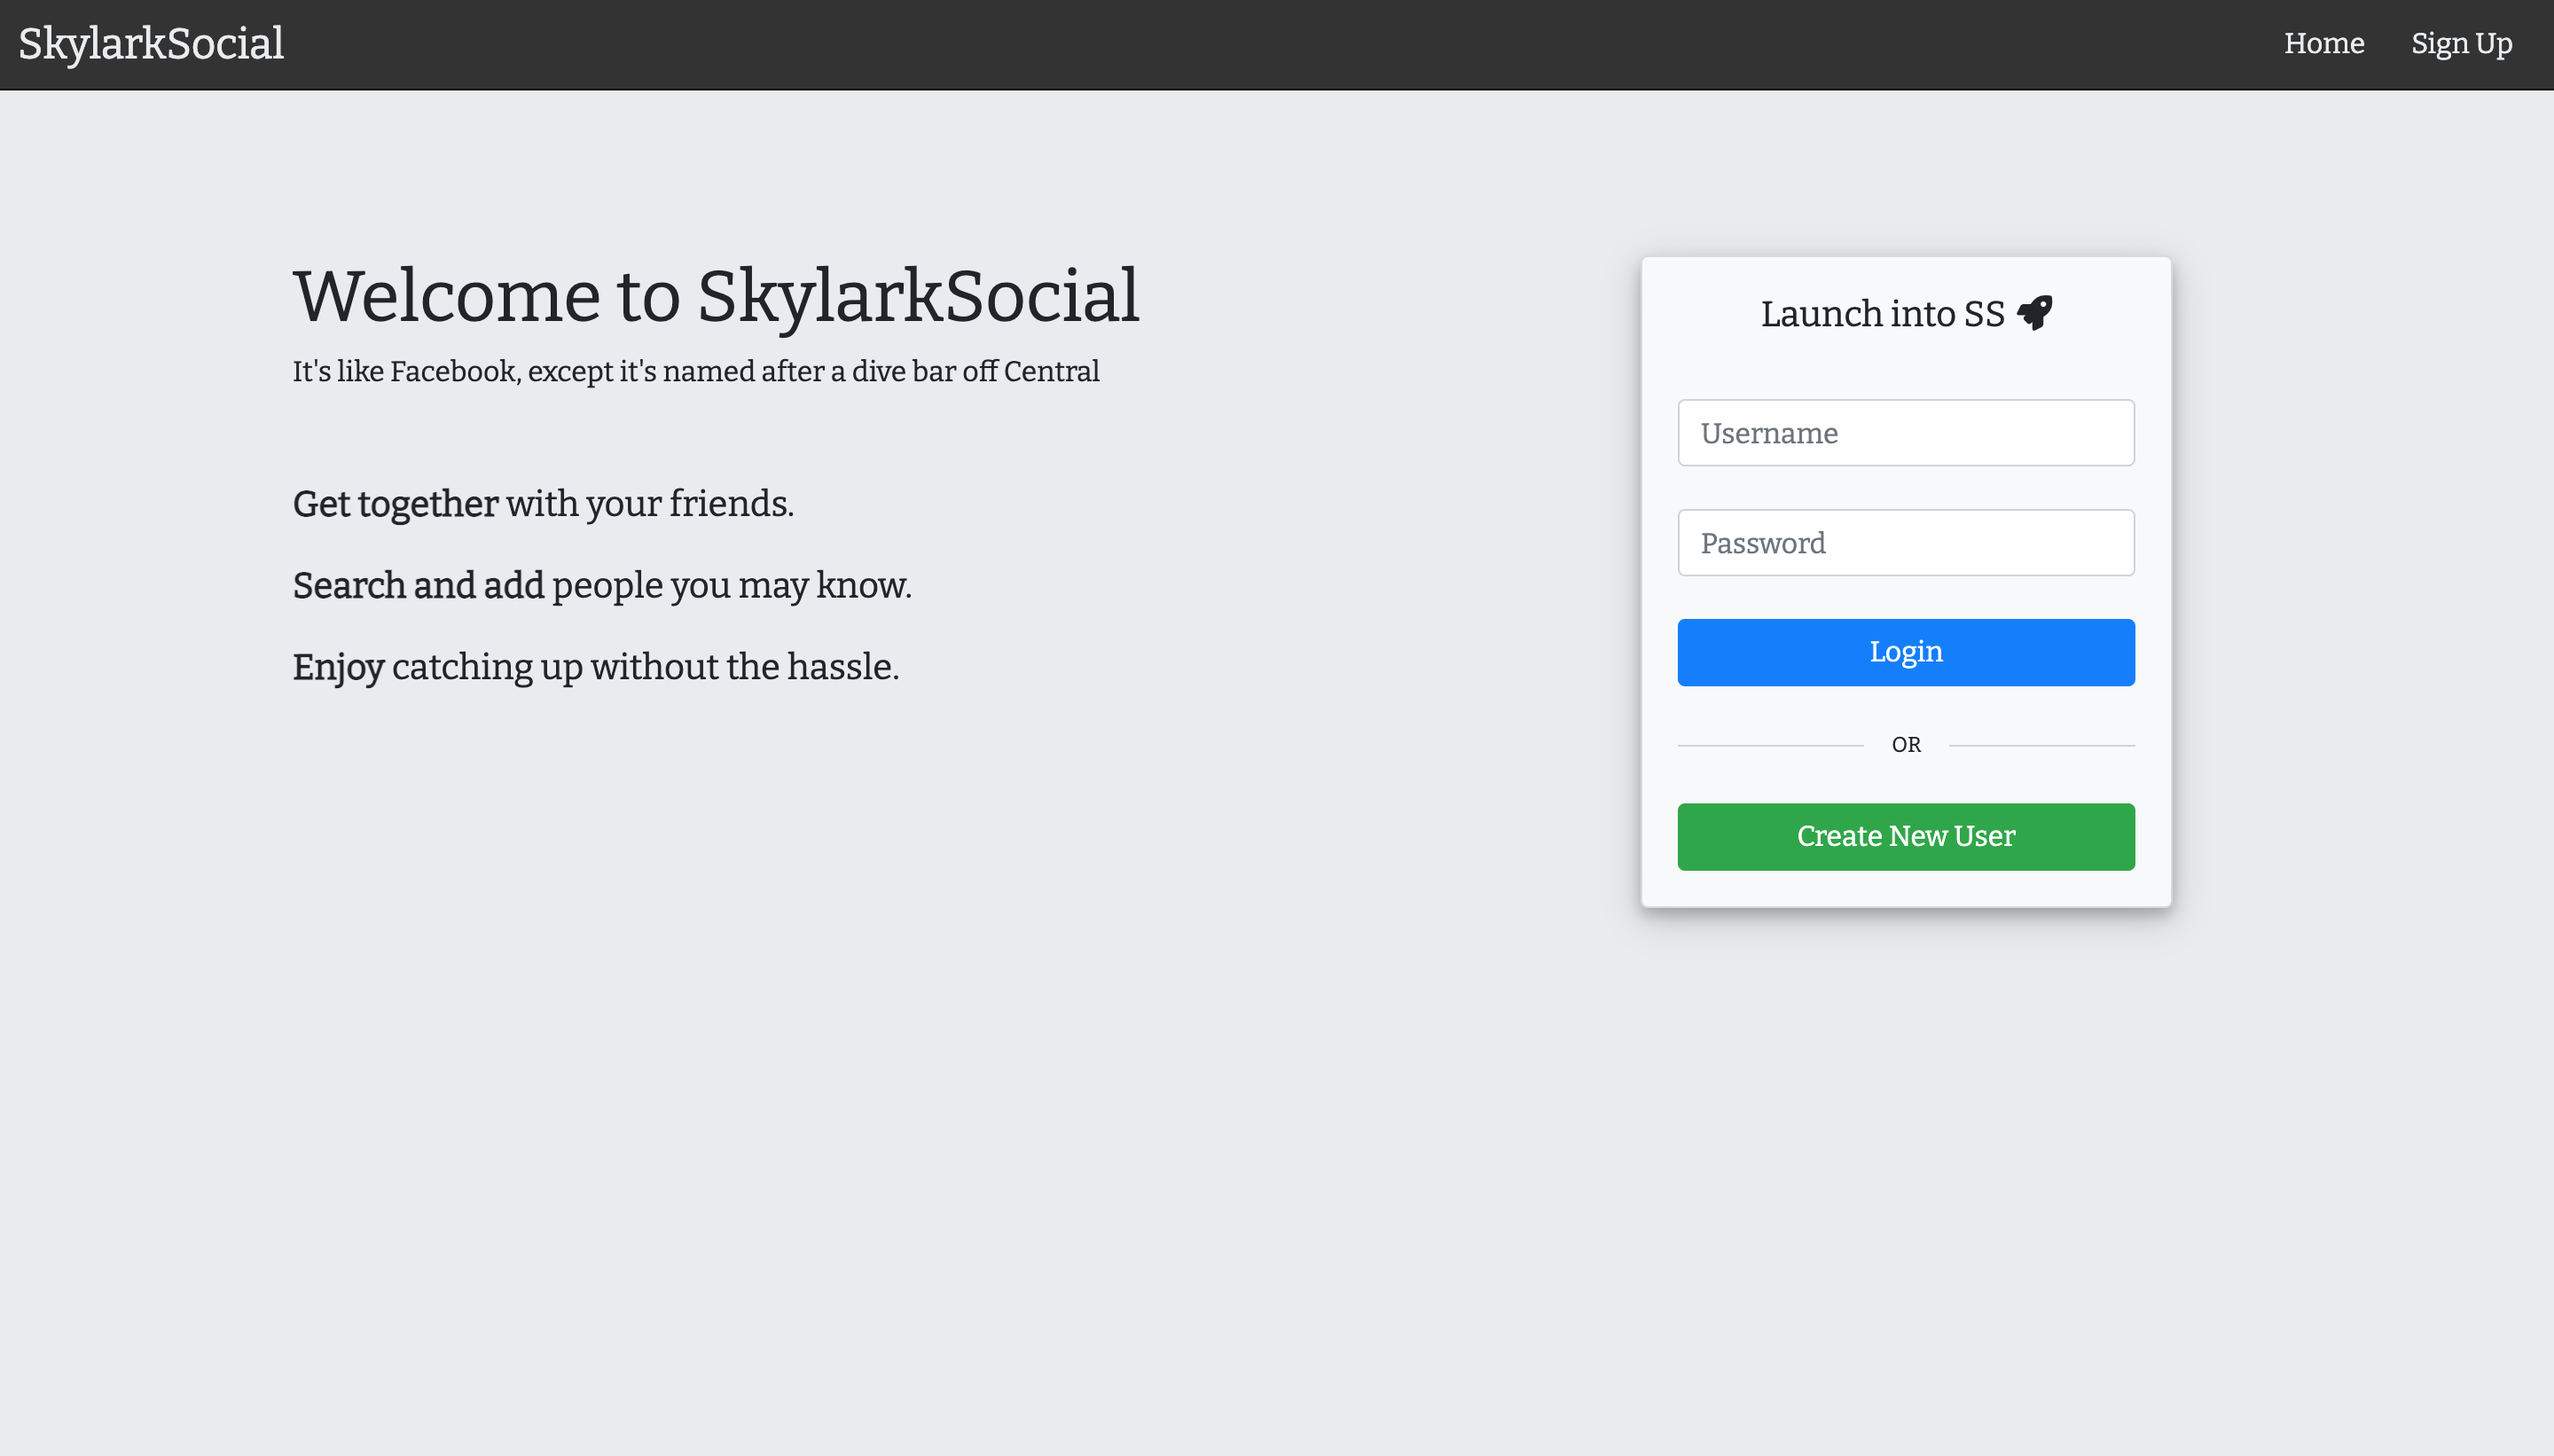 SkylarkSocial
Home
Sign Up
Welcome to SkylarkSocial
It's like Facebook, except it's named after a dive bar off Central
Get together with your friends.
Search and add people you may know.
Enjoy catching up without the hassle.
Launch into SS
Username
Password
Login
OR
Create New User